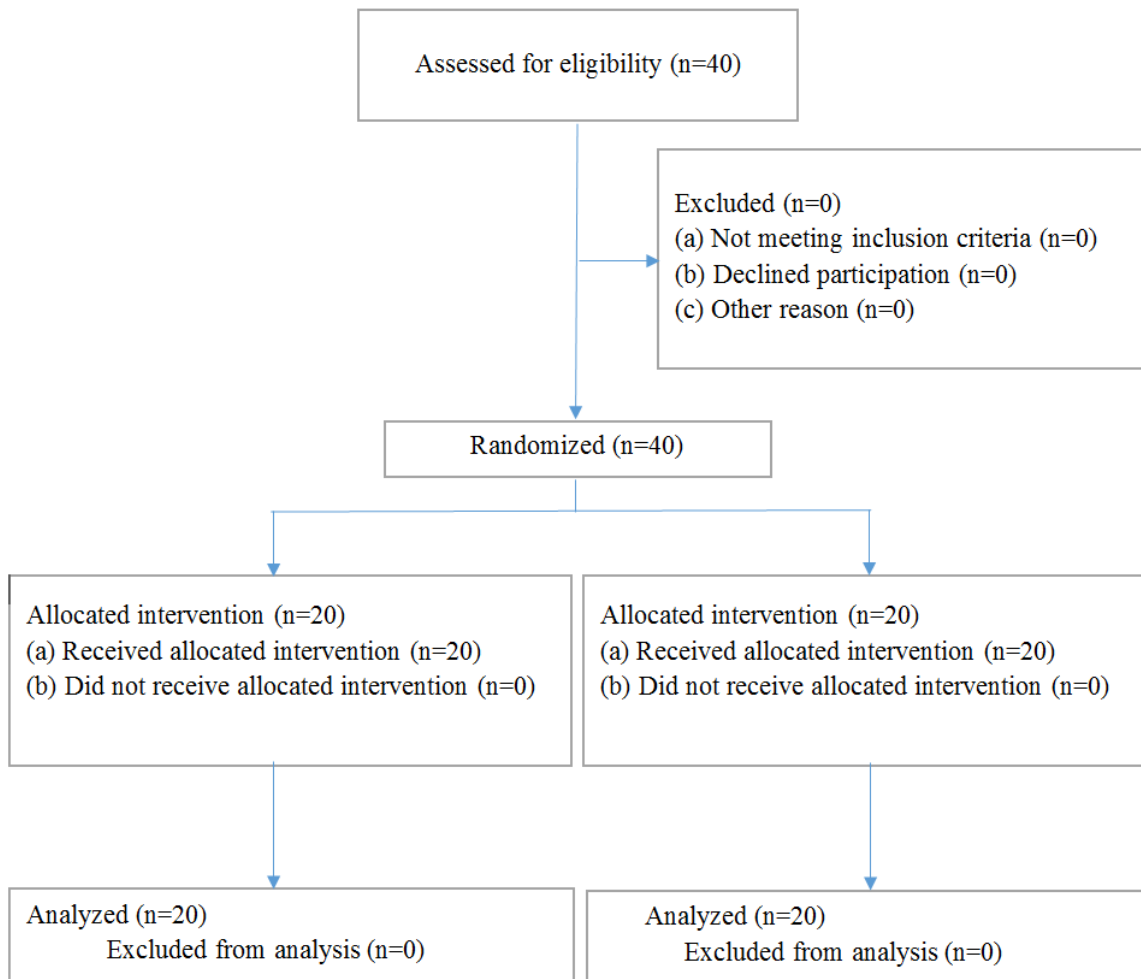 Assessed for eligibility (n=40)
Excluded (n=0)
(a) Not meeting inclusion criteria (n=0)
(b) Declined participation (n=0)
(c) Other reason (n=0)
Randomized (n=40)
Allocated intervention (n=20)
(a) Received allocated intervention (n=20)
(b) Did not receive allocated intervention (n=0)
Allocated intervention (n=20)
(a) Received allocated intervention (n=20)
(b) Did not receive allocated intervention (n=0)
Analyzed (n=20)
Excluded from analysis (n=0)
Analyzed (n=20)
Excluded from analysis (n=0)